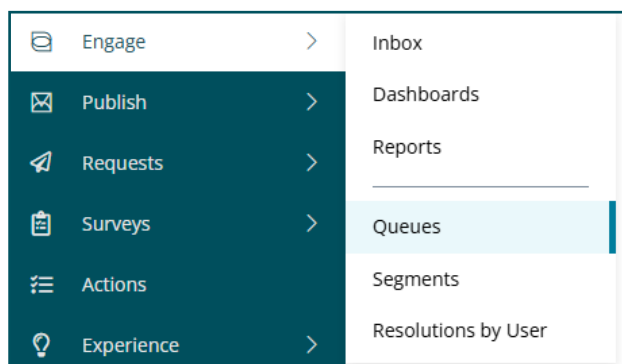 Engage
Publish
Requests
Surveys
Actions
Experience
Inbox
Dashboards
Reports
Queues
Segments
Resolutions by User